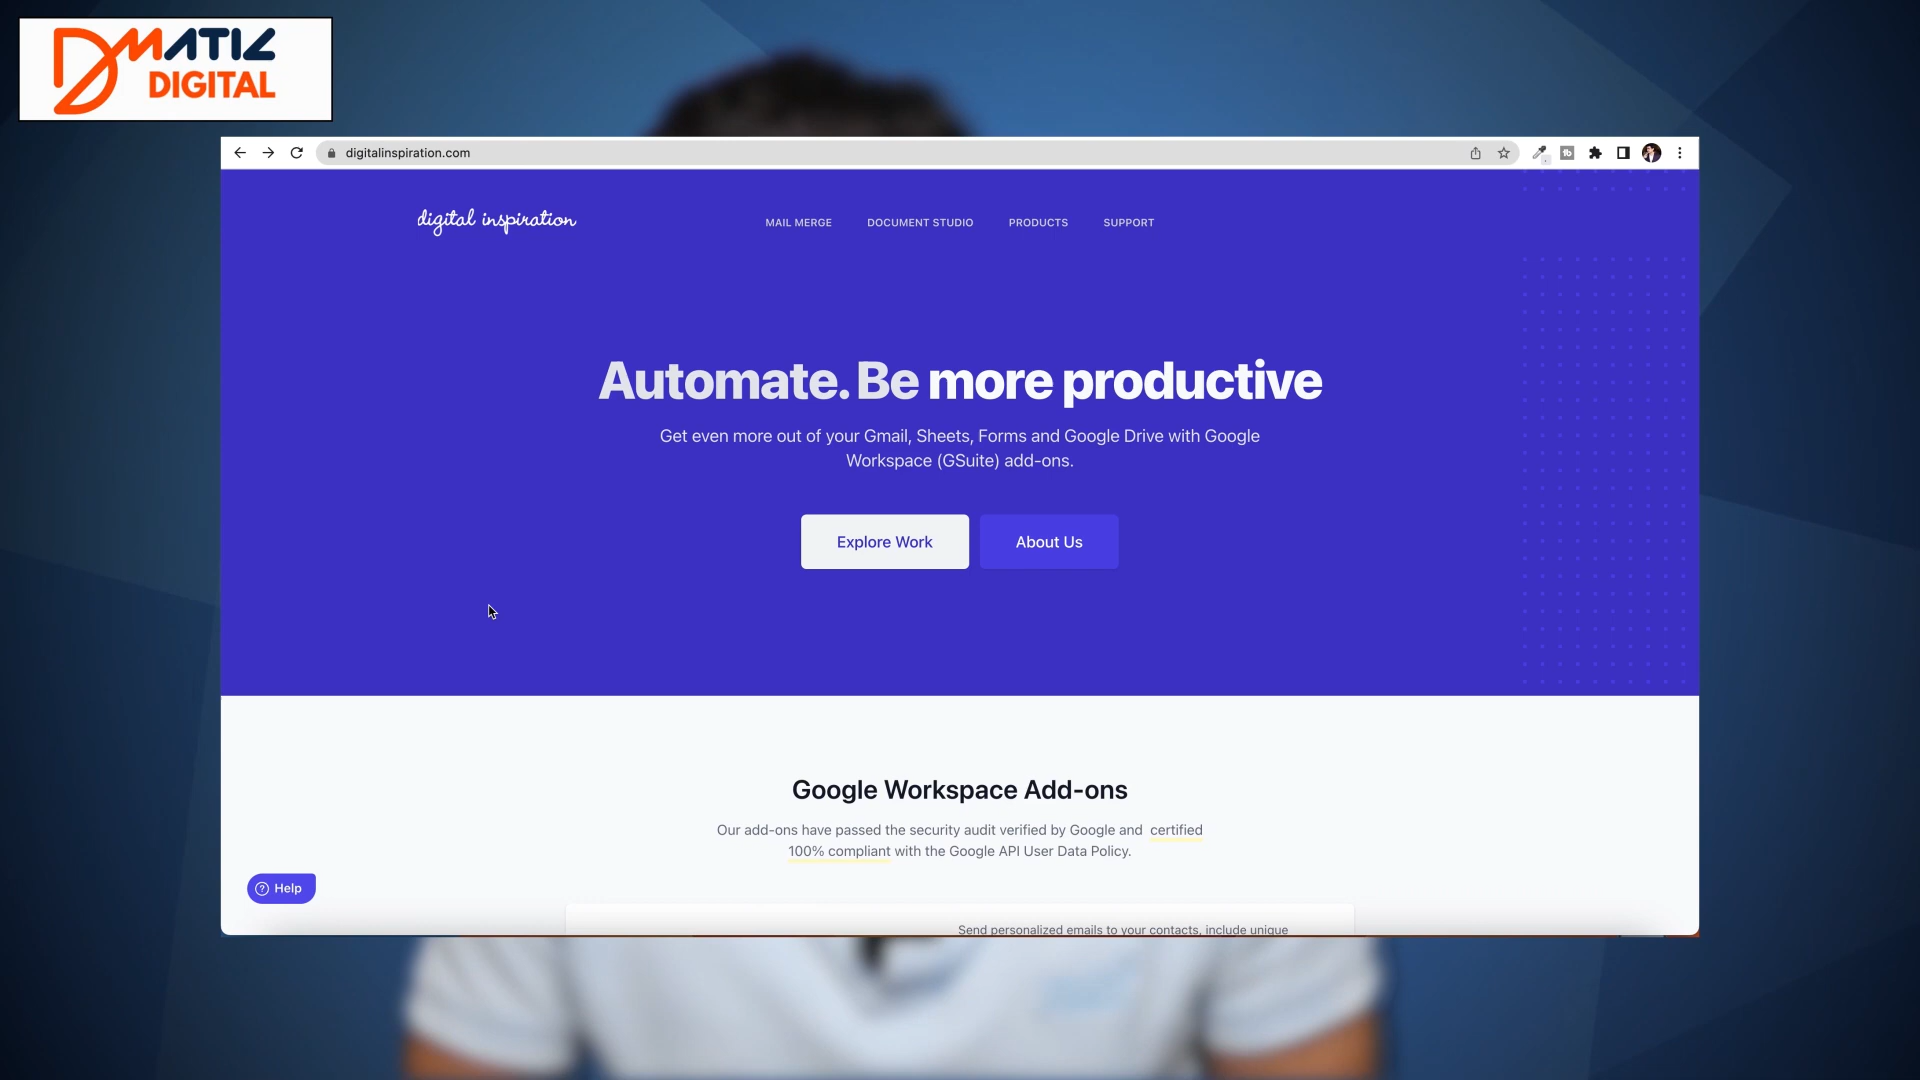 DMATIC
DIGITAL
digitalinspiration.com
digital inspiration
MAIL MERGE
DOCUMENT STUDIO
PRODUCTS
SUPPORT
Automate. Be more productive
Get even more out of your Gmail, Sheets, Forms and Google Drive with Google
Workspace (GSuite) add-ons.
Explore Work
About Us
Google Workspace Add-ons
Our add-ons have passed the security audit verified by Google and certified
100% compliant with the Google API User Data Policy.
? Help
Send personalized emails to your contacts, include unique